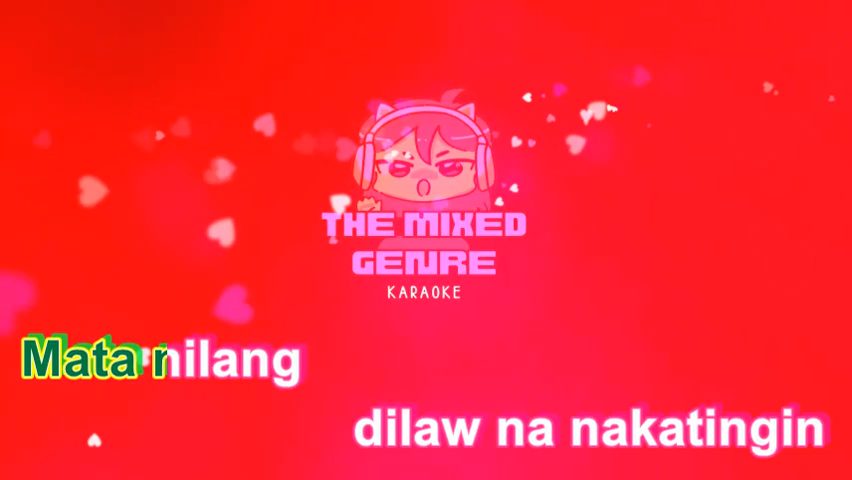 THE MIXED
GENRE
KARAOKE
Mata nilang
dilaw na nakatingin